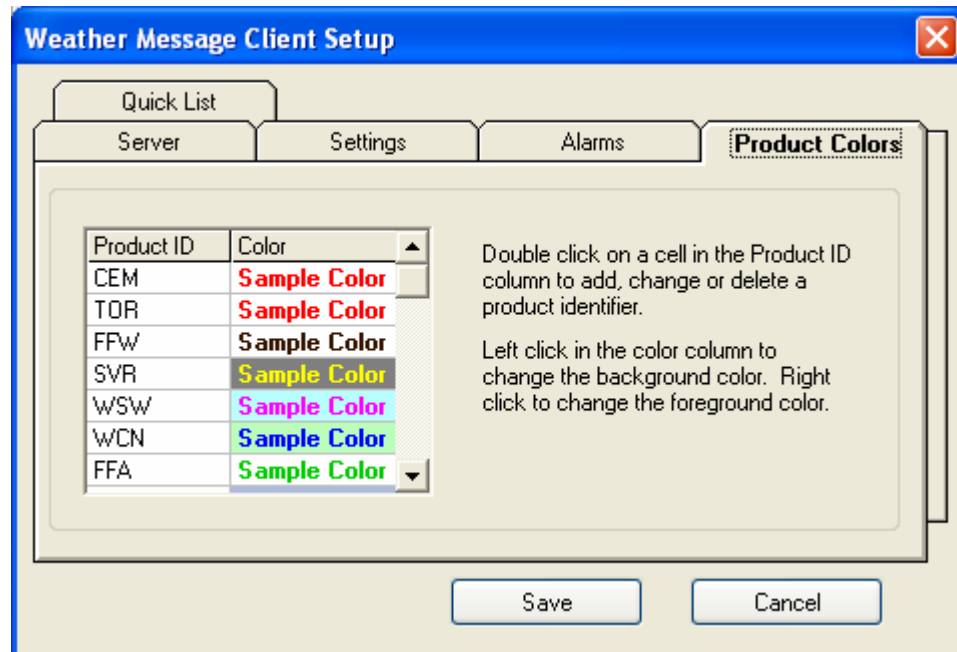 Weather Message Client Setup
Quick List
Server Settings Alarms Product Colors
Product ID Color
CEM Sample Color
TOR Sample Color
FFW Sample Color
SVR Sample Color
WSW Sample Color
WCN Sample Color
FFA Sample Color
Double click on a cell in the Product ID
column to add, change or delete a
product identifier.
Left click in the color column to
change the background color. Right
click to change the foreground color.
Save Cancel